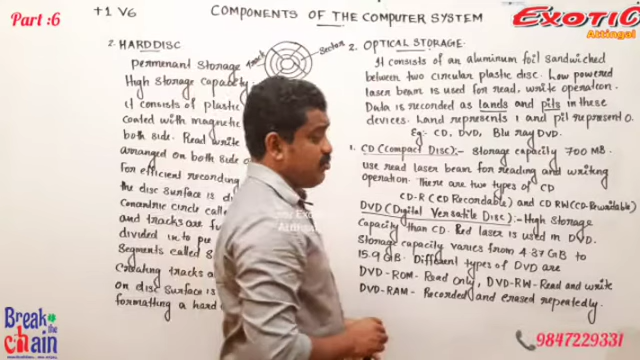 Part :6
+1 V6
COMPONENTS OF THE COMPUTER SYSTEM
EXOTIC
Attingal
2. HARDDISC
permenant storage
High storage capacity.
it consists of plastic
coated with magnetic
both side. Read write
arranged on both side
For efficient recording
the disc surface is
Concentric circle
and tracks are
divided into
Segments called
Creating tracks
on disc surface is
formatting a hard
Track
Sector
2. OPTICAL STORAGE.
It consists of an aluminum foil sandwiched
between two circular plastic disc. Low powered
laser beam is used for read, write operation.
Data is recorded as lands and pits in these
devices. Land represents 1 and pit represent 0.
Eg:- CD, DVD, Blu ray DVD.
1. CD (Compact Disc):- Storage capacity 700 MB.
use read laser beam for reading and writing
operation. There are two types of CD
CD-R (CD Recordable) and CD RW (CD-Rewritable)
DVD (Digital Versatile Disc):- High Storage
Capacity than CD. Red laser is used in DVD.
Storage capacity varies from 4.37 GB to
15.9 GB. Different types of DVD are
DVD-ROM - Read only, DVD-RW - Read and write
DVD-RAM - Recorded and erased repeatedly.
Attingal
Break
the
chain
9847229331